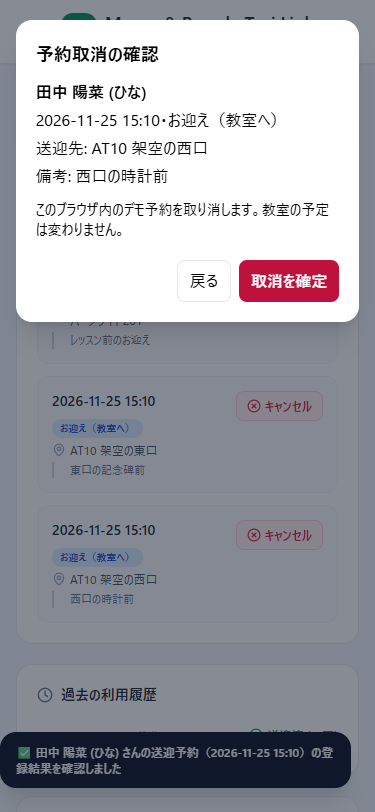 予約取消の確認
田中 陽菜 (ひな)
2026-11-25 15:10・お迎え（教室へ）
送迎先: AT10 架空の西口
備考: 西口の時計前
このブラウザ内のデモ予約を取り消します。教室の予定
は変わりません。
戻る
取消を確定
レッスン前のお迎え
2026-11-25 15:10
キャンセル
お迎え（教室へ）
AT10 架空の東口
東口の記念碑前
2026-11-25 15:10
キャンセル
お迎え（教室へ）
AT10 架空の西口
西口の時計前
過去の利用履歴
✅ 田中 陽菜 (ひな) さんの送迎予約（2026-11-25 15:10）の登
録結果を確認しました